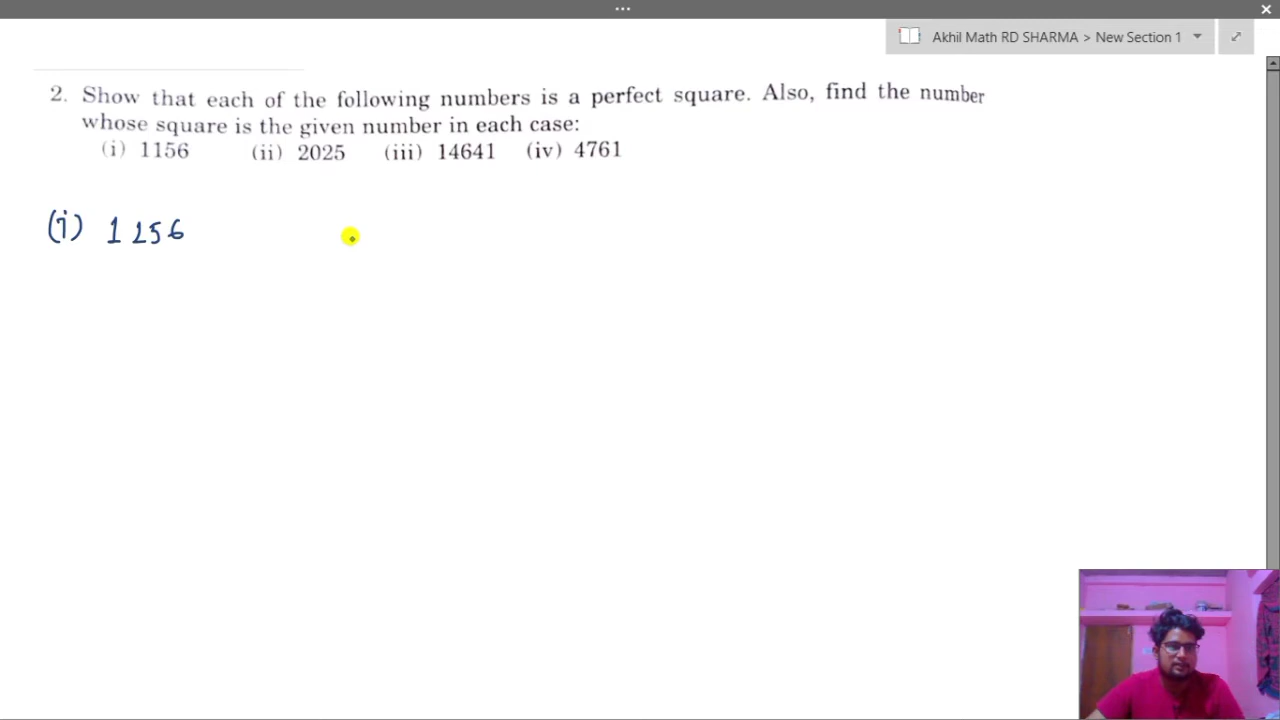 Akhil Math RD SHARMA > New Section 1
2. Show that each of the following numbers is a perfect square. Also, find the number
whose square is the given number in each case:
(i) 1156 (ii) 2025 (iii) 14641 (iv) 4761
(i) 1156